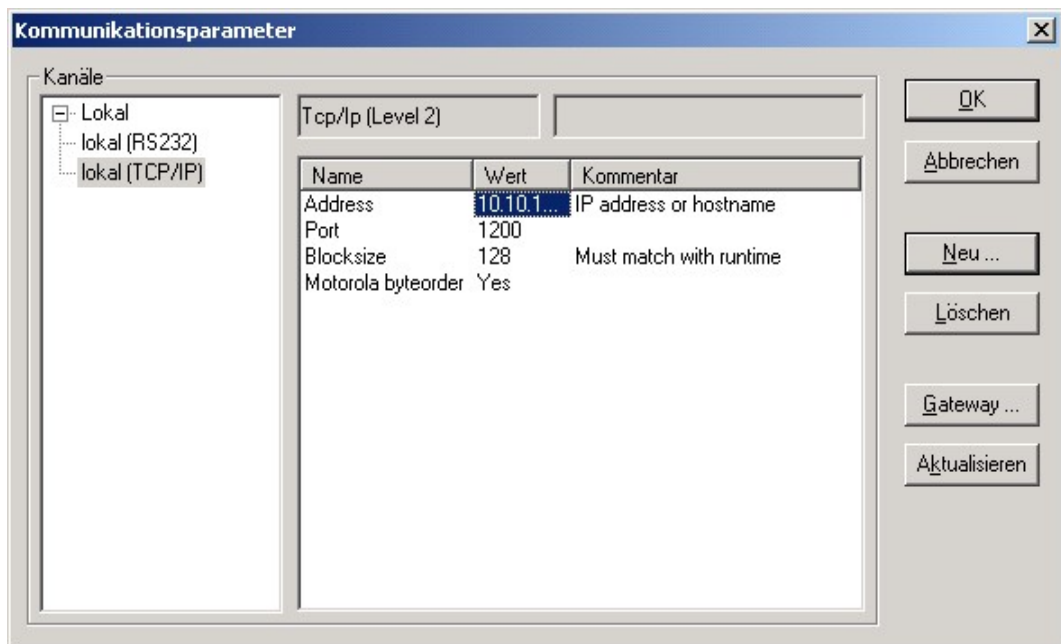 Kommunikationsparameter
Kanäle
Lokal
lokal (RS232)
lokal (TCP/IP)
Tcp/Ip (Level 2)
Name Wert Kommentar
Address 10.10.1... IP address or hostname
Port 1200
Blocksize 128 Must match with runtime
Motorola byteorder Yes
OK
Abbrechen
Neu ...
Löschen
Gateway ...
Aktualisieren